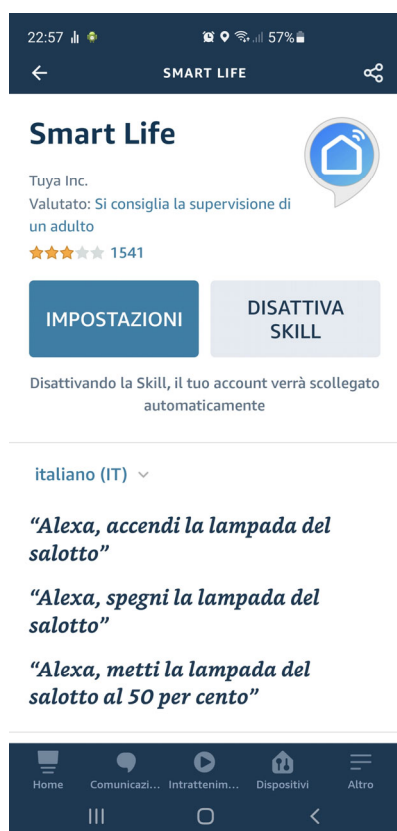 22:57 57%
SMART LIFE
Smart Life
Tuya Inc.
Valutato: Si consiglia la supervisione di
un adulto
1541
IMPOSTAZIONI
DISATTIVA
SKILL
Disattivando la Skill, il tuo account verrà scollegato
automaticamente
italiano (IT)
“Alexa, accendi la lampada del
salotto”
“Alexa, spegni la lampada del
salotto”
“Alexa, metti la lampada del
salotto al 50 per cento”
Home Comunicazi... Intrattenim... Dispositivi Altro